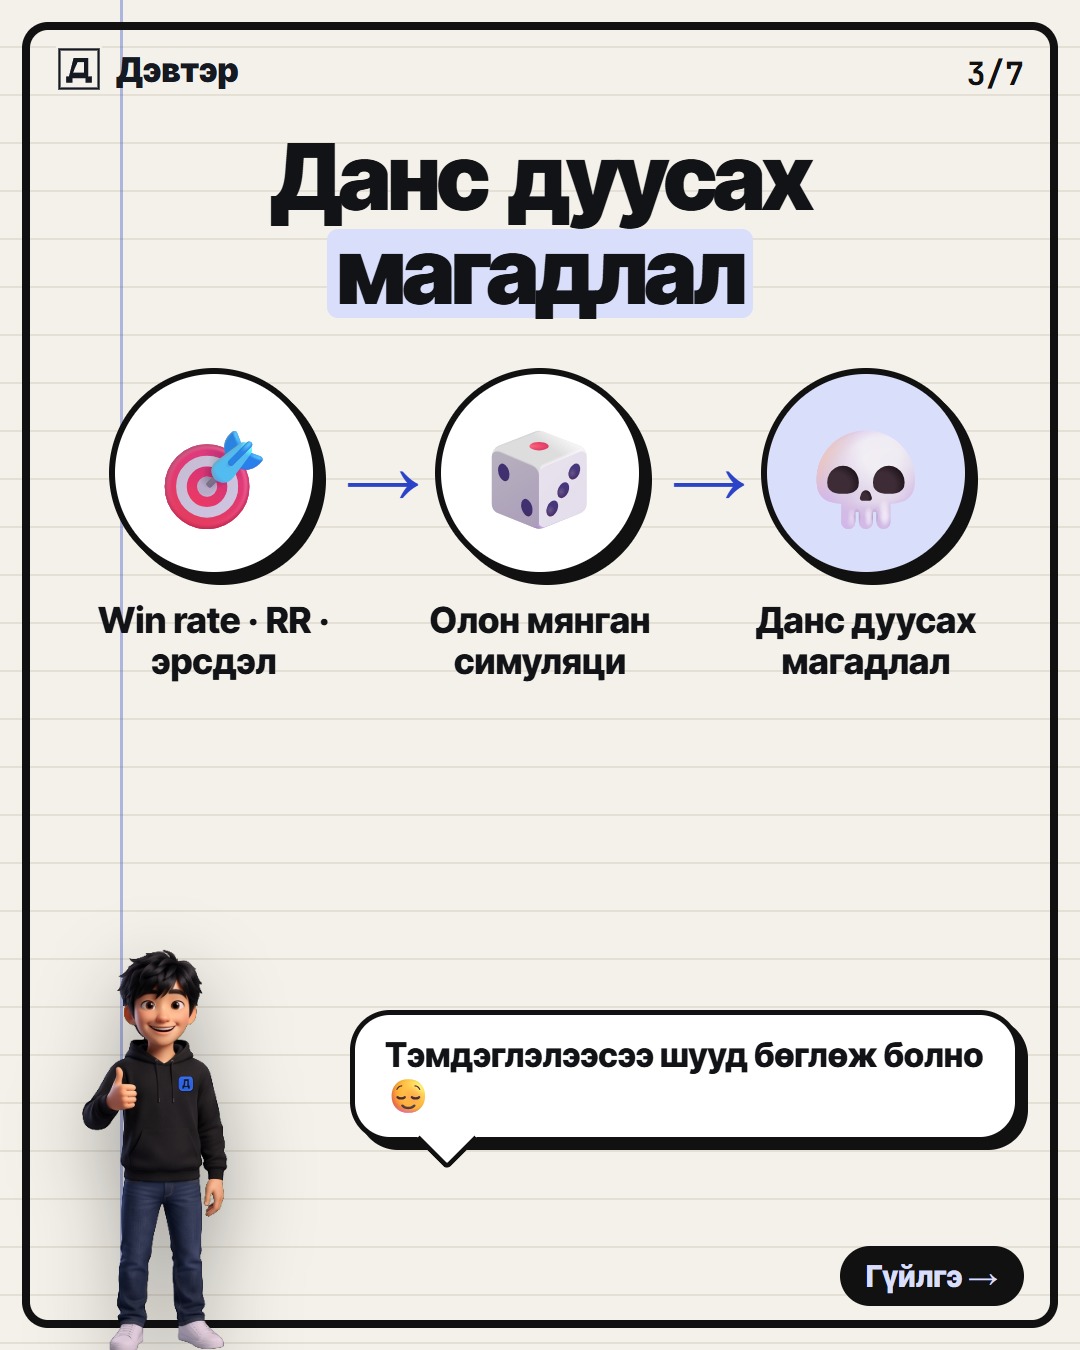 Д Дэвтэр
3/7
Данс дуусах
магадлал
Win rate · RR ·
эрсдэл
Олон мянган
симуляци
Данс дуусах
магадлал
Д
Тэмдэглэлээсээ шууд бөглөж болно
😌
Гүйлгэ →